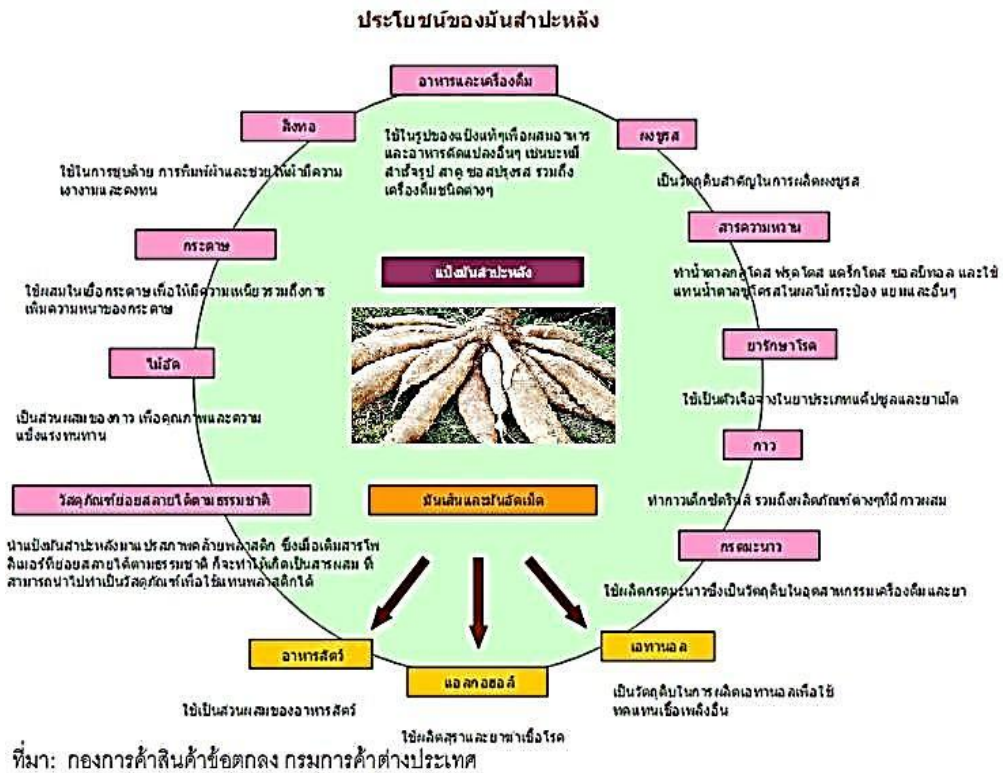 ประโยชน์ของมันสำปะหลัง
อาหารและเครื่องดื่ม
ใช้ในรูปของแป้งแท้ๆเพื่อผสมอาหาร
และอาหารดัดแปลงอื่นๆ เช่นบะหมี่
สำเร็จรูป สาคู ซอสปรุงรส รวมถึง
เครื่องดื่มชนิดต่างๆ
สิ่งทอ
ใช้ในการชุบด้าย การพิมพ์ผ้าและช่วยให้ผ้ามีความ
เงางามและคงทน
ผงชูรส
เป็นวัตถุดิบสำคัญในการผลิตผงชูรส
กระดาษ
ใช้ผสมในเยื่อกระดาษเพื่อให้มีความเหนียวรวมถึงการ
เพิ่มความหนาของกระดาษ
สารความหวาน
ทำน้ำตาลกลูโคส ฟรุคโตส แดร็กโตส ซอลบิทอล และใช้
แทนน้ำตาลซูโครสในผลไม้กระป๋อง แยมและอื่นๆ
แป้งมันสำปะหลัง
ไม้อัด
เป็นส่วนผสมของกาว เพื่อคุณภาพและความ
แข็งแรงทนทาน
ยารักษาโรค
ใช้เป็นตัวเจือจางในยาประเภทแค็ปซูลและยาเม็ด
กาว
ทำกาวเด็กซ์ตริน์ส์ รวมถึงผลิตภัณฑ์ต่างๆที่มีกาวผสม
วัสดุภัณฑ์ย่อยสลายได้ตามธรรมชาติ
นำแป้งมันสำปะหลังมาแปรสภาพคล้ายพลาสติก ซึ่งเมื่อเติมสารโพ
ลิเมอร์ที่ย่อยสลายได้ตามธรรมชาติ ก็จะทำให้เกิดเป็นสารผสม ที่
สามารถนำไปทำเป็นวัสดุภัณฑ์เพื่อใช้แทนพลาสติกได้
มันเส้นและมันอัดเม็ด
กรดมะนาว
ใช้ผลิตกรดมะนาวซึ่งเป็นวัตถุดิบในอุตสาหกรรมเครื่องดื่มและยา
อาหารสัตว์
ใช้เป็นส่วนผสมของอาหารสัตว์
แอลกอฮอล์
ใช้ผลิตสุราและยาฆ่าเชื้อโรค
เอทานอล
เป็นวัตถุดิบในการผลิตเอทานอลเพื่อใช้
ทดแทนเชื้อเพลิงอื่น
ที่มา: กองการค้าสินค้าข้อตกลง กรมการค้าต่างประเทศ